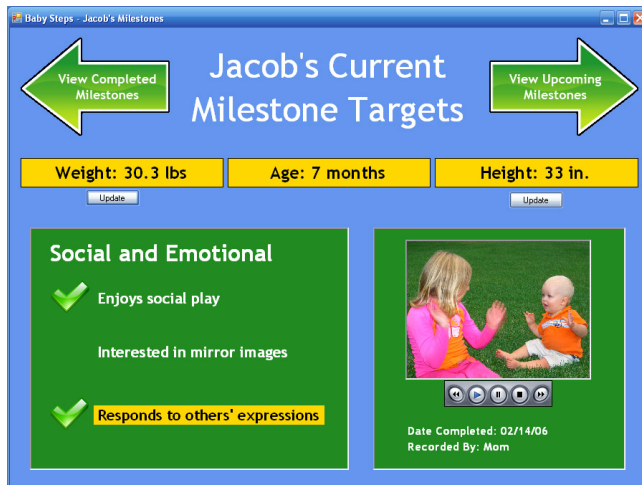 Baby Steps - Jacob's Milestones
View Completed
Milestones
Jacob's Current
Milestone Targets
View Upcoming
Milestones
Weight: 30.3 lbs
Age: 7 months
Height: 33 in.
Update
Update
Social and Emotional
Enjoys social play
Interested in mirror images
Responds to others' expressions
Date Completed: 02/14/06
Recorded By: Mom